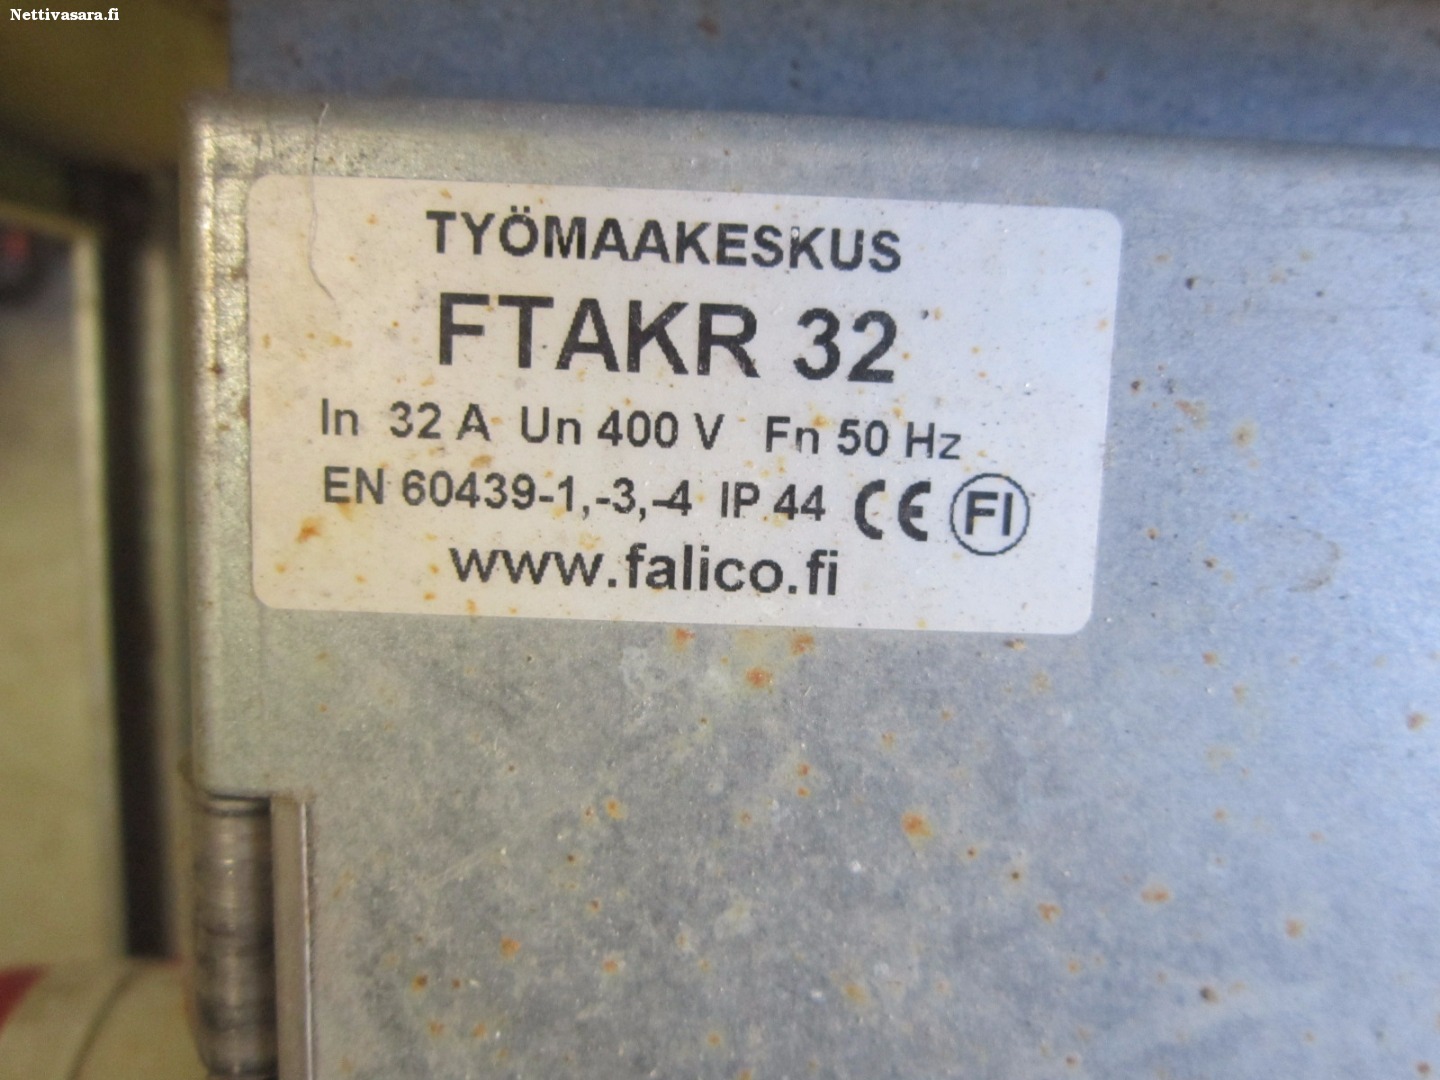 Nettivasara.fi
TYÖMAAKESKUS
FTAKR 32
In 32 A Un 400 V Fn 50 Hz
EN 60439-1,-3,-4 IP 44 CE FI
www.falico.fi